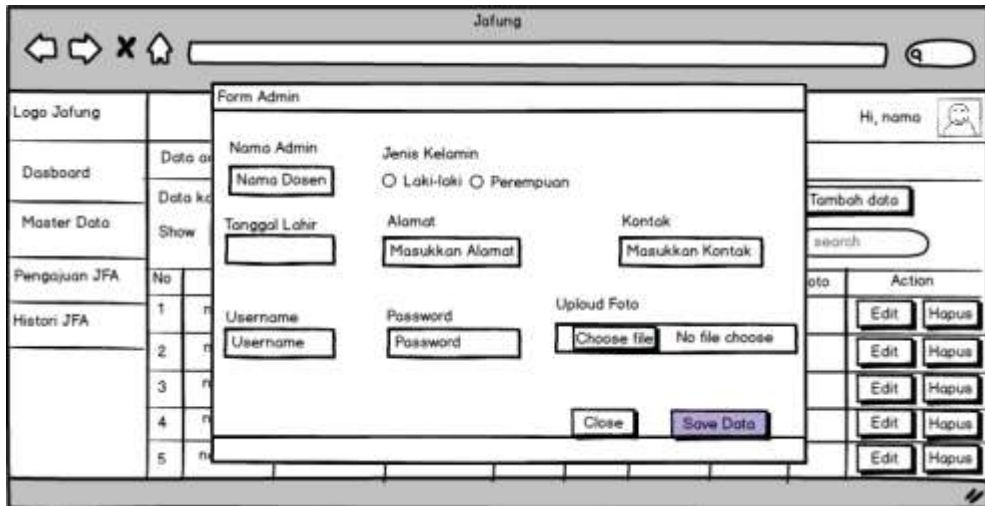 Jafung
Form Admin
Logo Jafung
Hi, nama
Dasboard
Master Data
Pengajuan JFA
Histori JFA
Data
Data
Tambah data
Show
search
Nama Admin
Nama Dosen
Jenis Kelamin
Laki-laki
Perempuan
Tanggal Lahir
Alamat
Masukkan Alamat
Kontak
Masukkan Kontak
Username
Username
Password
Password
Uploud Foto
Choose file
No file choose
Close
Save Data
No
Action
1
Edit
Hapus
2
Edit
Hapus
3
Edit
Hapus
4
Edit
Hapus
5
Edit
Hapus